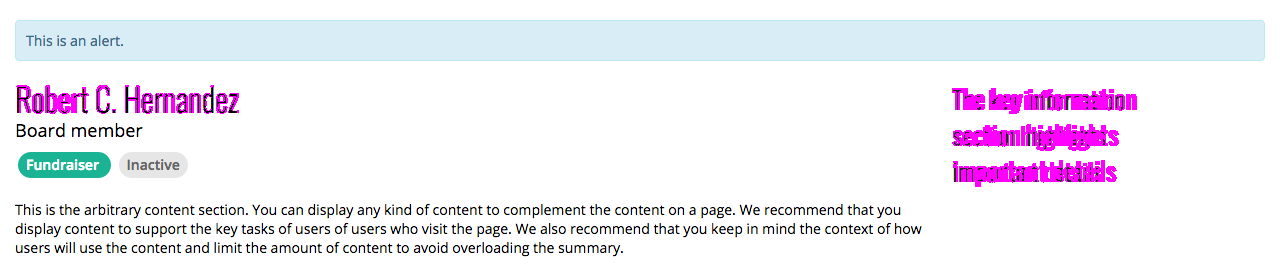 This is an alert.
Robert C. Hernandez
Board member
Fundraiser Inactive
This is the arbitrary content section. You can display any kind of content to complement the content on a page. We recommend that you
display content to support the key tasks of users of users who visit the page. We also recommend that you keep in mind the context of how
users will use the content and limit the amount of content to avoid overloading the summary.
The key information
section highlights
important details